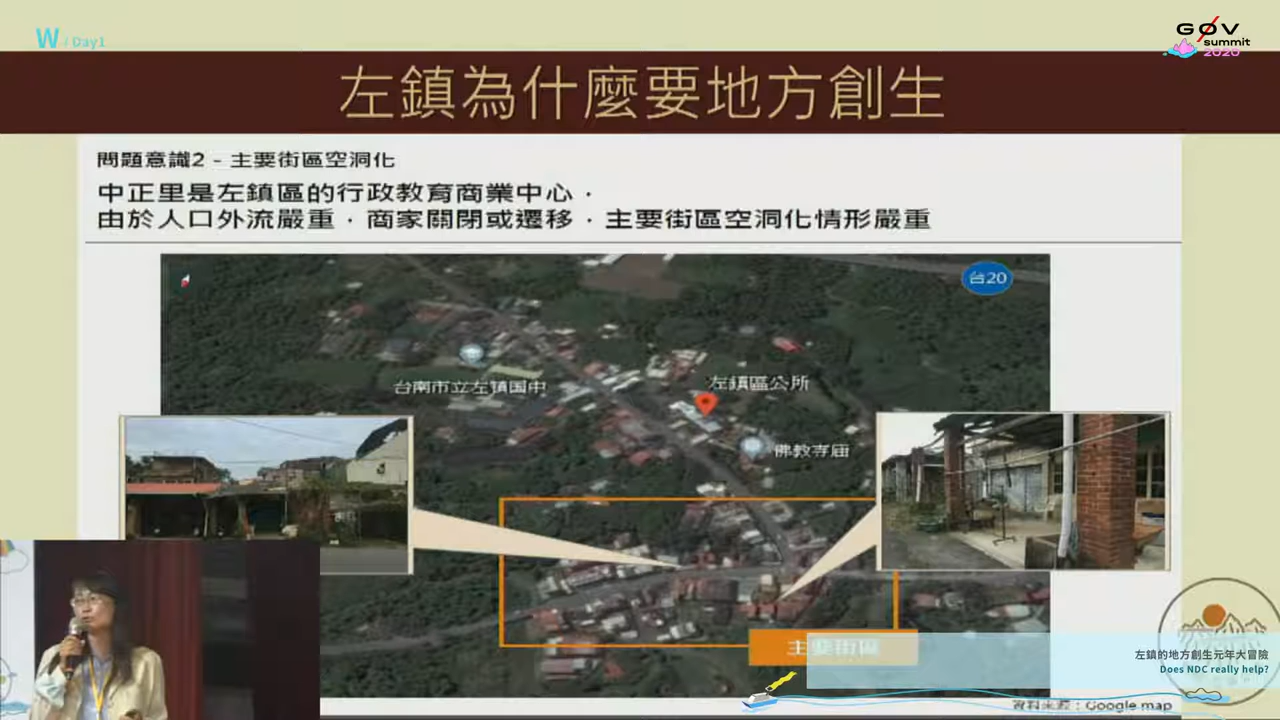 W / Day1
GØV
summit
2020
左鎮為什麼要地方創生
問題意識2 - 主要街區空洞化
中正里是左鎮區的行政教育商業中心，
由於人口外流嚴重，商家關閉或遷移，主要街區空洞化情形嚴重
台20
台南市立左鎮國中
左鎮區公所
佛教寺廟
主要街區
左鎮的地方創生元年大冒險
Does NDC really help?
資料來源：Google map